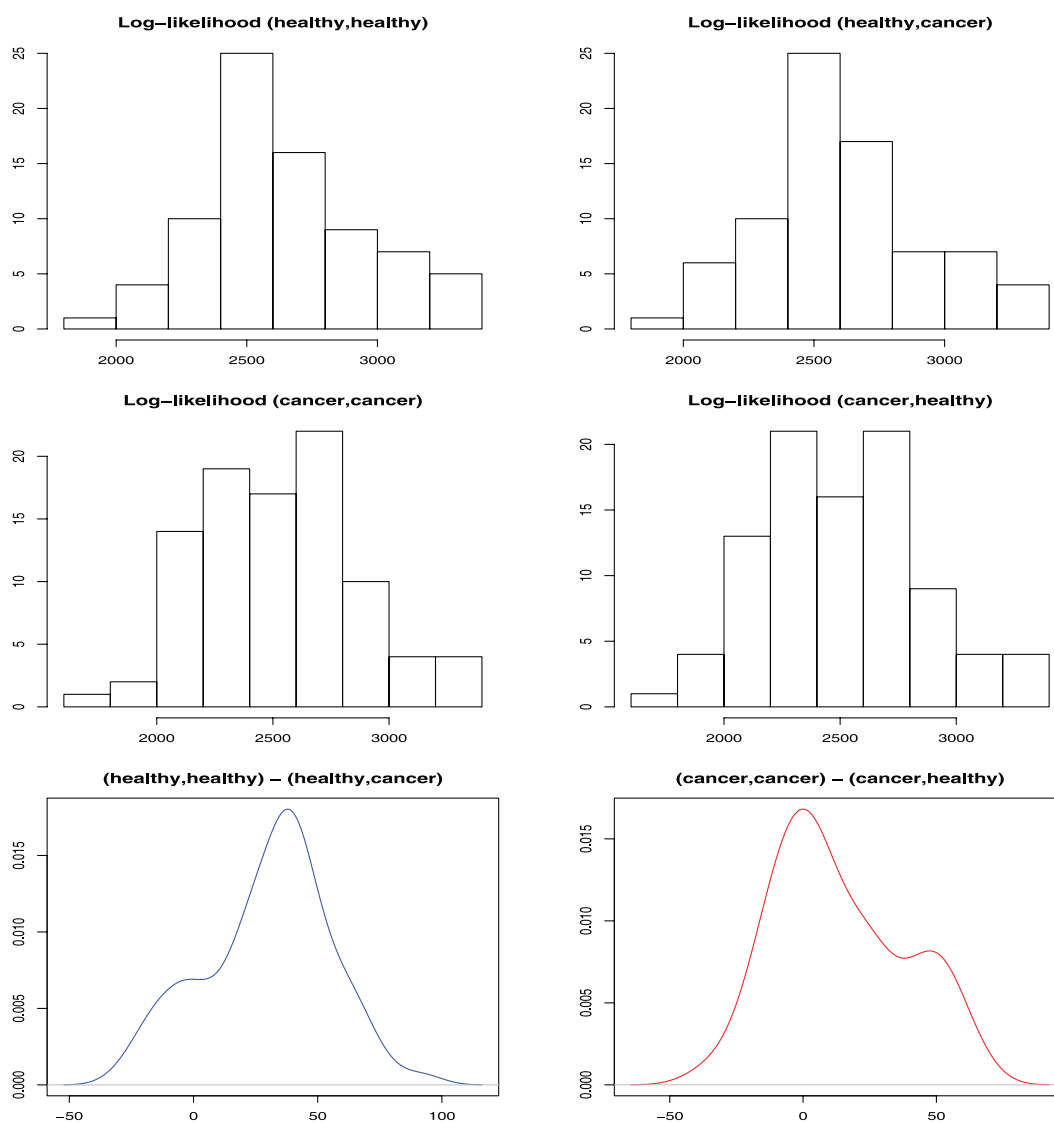 Log−likelihood (healthy,healthy)
0 5 10 15 20 25
2000 2500 3000
Log−likelihood (healthy,cancer)
0 5 10 15 20 25
2000 2500 3000
Log−likelihood (cancer,cancer)
0 5 10 15 20
2000 2500 3000
Log−likelihood (cancer,healthy)
0 5 10 15 20
2000 2500 3000
(healthy,healthy) − (healthy,cancer)
0.000 0.005 0.010 0.015
−50 0 50 100
(cancer,cancer) − (cancer,healthy)
0.000 0.005 0.010 0.015
−50 0 50